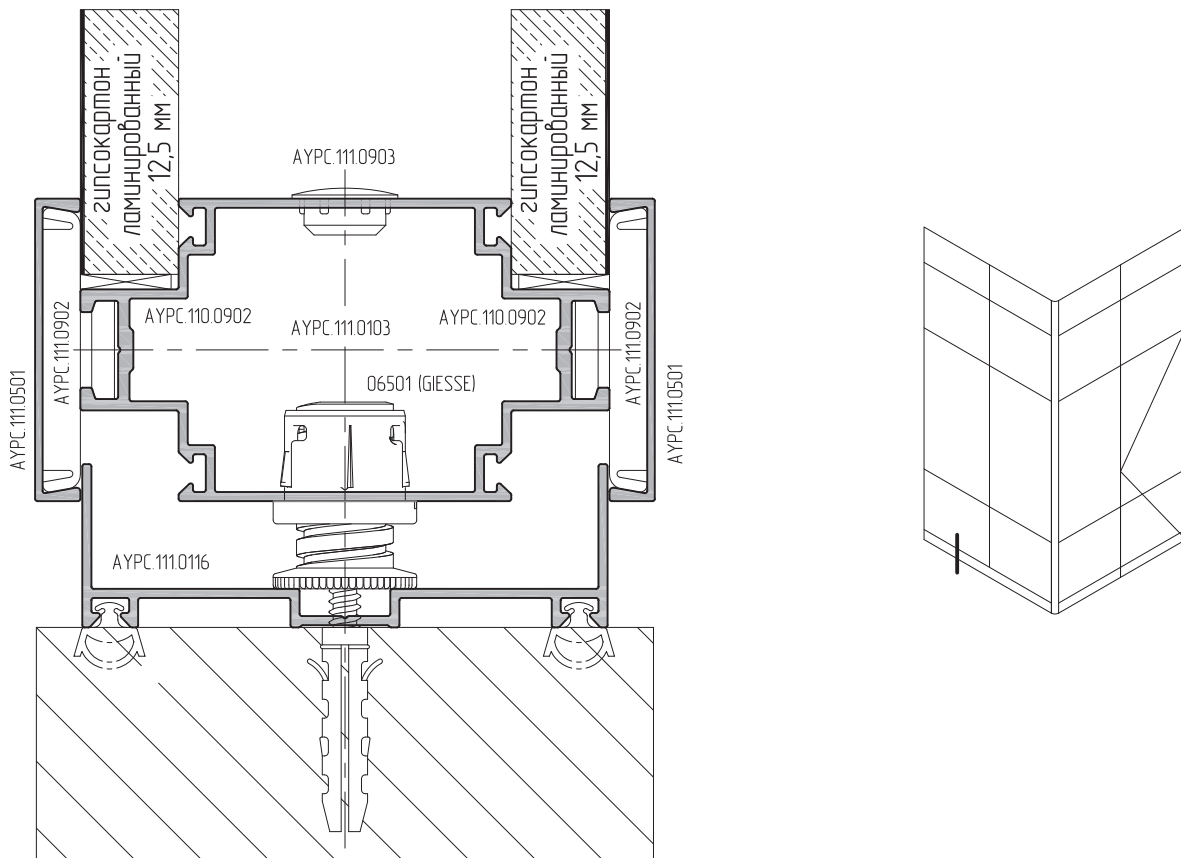 гипсокартон
ламинированный
12,5 мм
гипсокартон
ламинированный
12,5 мм
AYPC.111.0903
AYPC.110.0902
AYPC.111.0103
AYPC.110.0902
AYPC.111.0902
AYPC.111.0902
AYPC.111.0501
AYPC.111.0501
06501 (GIESSE)
AYPC.111.0116